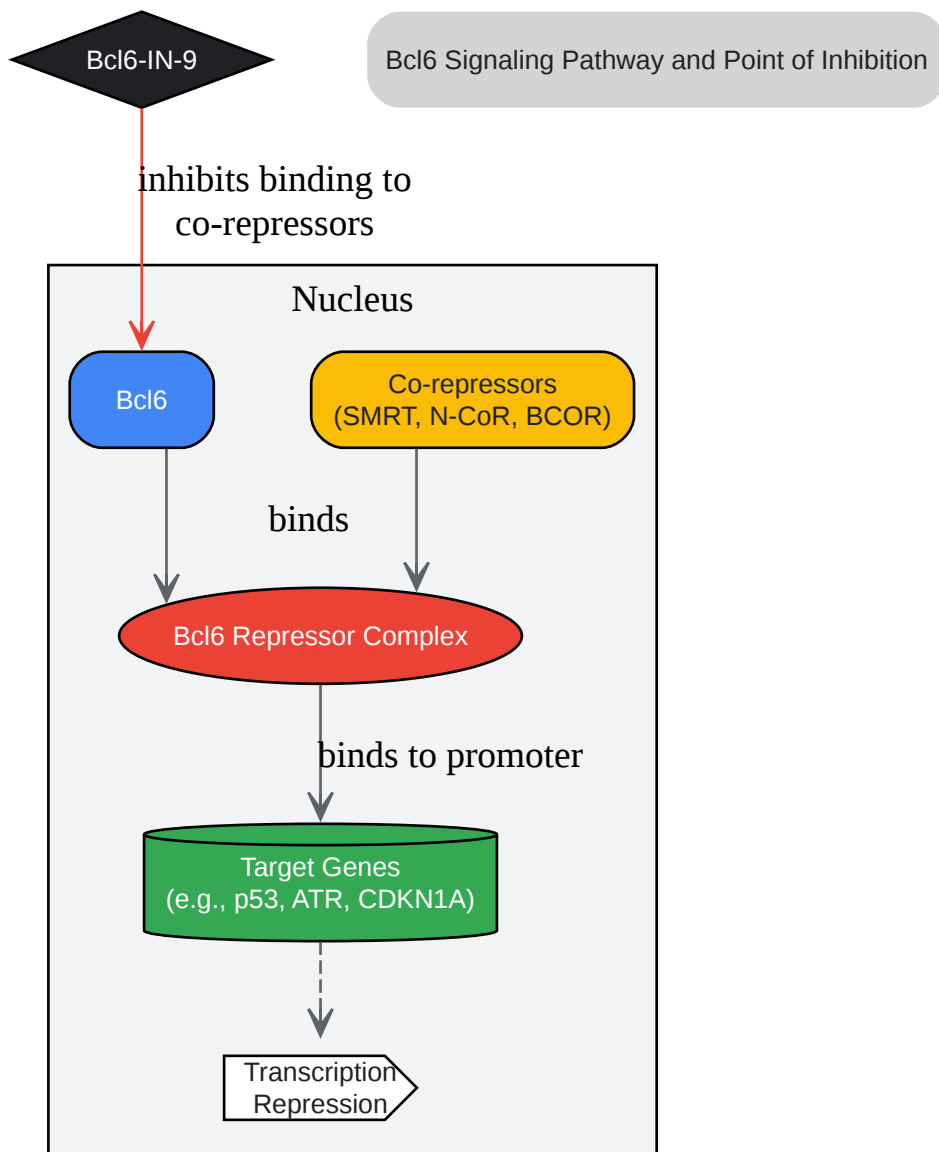 Bcl6-IN-9
Bcl6 Signaling Pathway and Point of Inhibition
inhibits binding to
co-repressors
Nucleus
Bcl6
Co-repressors
(SMRT, N-CoR, BCOR)
binds
Bcl6 Repressor Complex
binds to promoter
Target Genes
(e.g., p53, ATR, CDKN1A)
Transcription
Repression